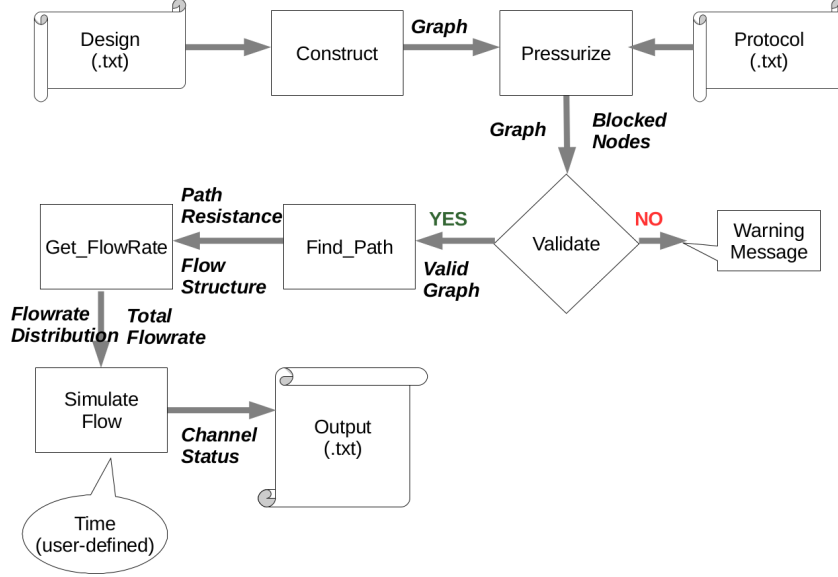 Design
(.txt)
Construct
Graph
Pressurize
Protocol
(.txt)
Graph
Blocked
Nodes
Validate
YES
NO
Warning
Message
Valid
Graph
Find_Path
Path
Resistance
Flow
Structure
Get_FlowRate
Flowrate
Distribution
Total
Flowrate
Simulate
Flow
Channel
Status
Output
(.txt)
Time
(user-defined)